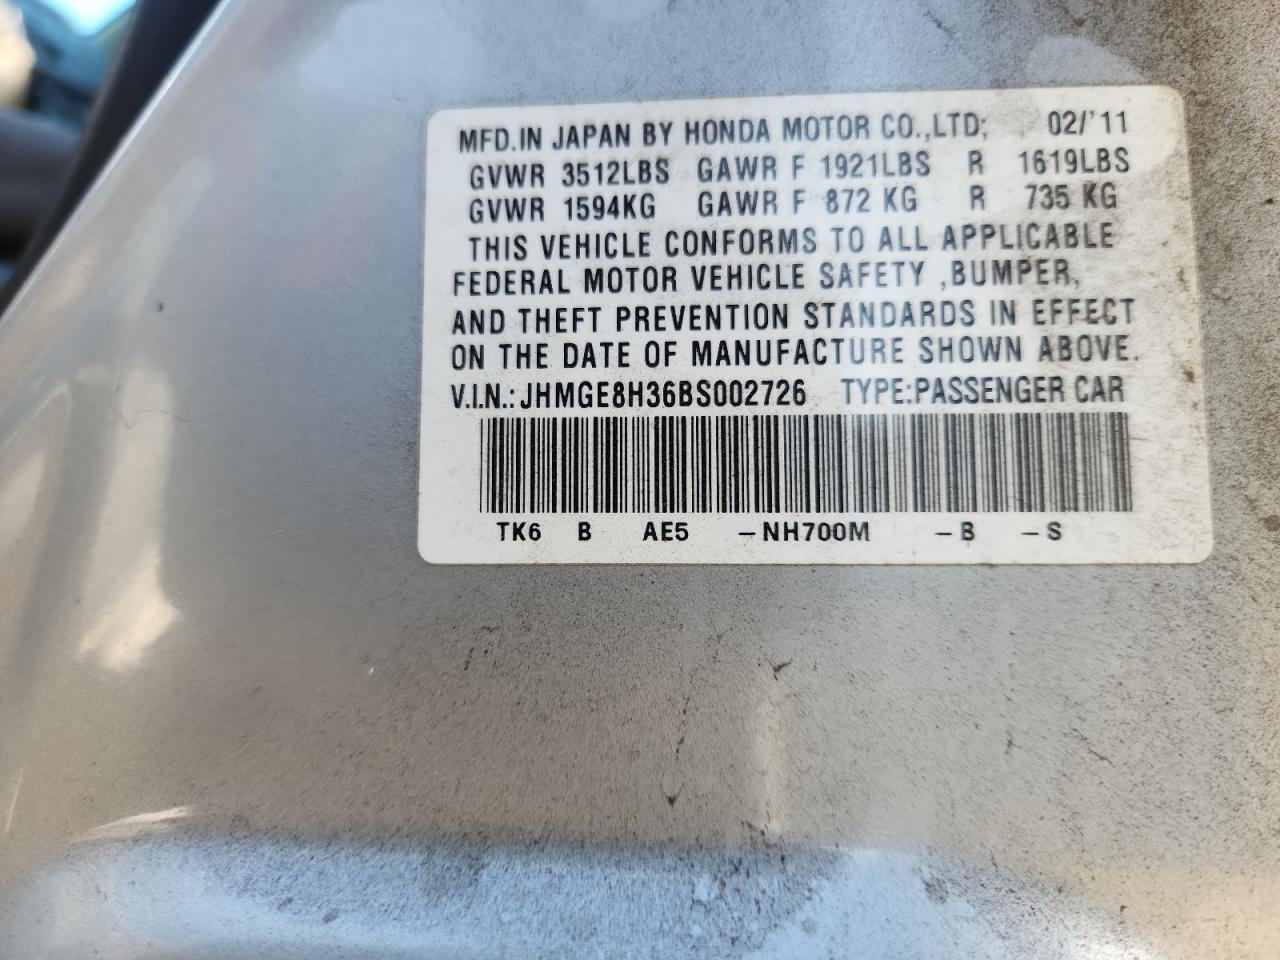 MFD.IN JAPAN BY HONDA MOTOR CO.,LTD; 02/'11
GVWR 3512LBS GAWR F 1921LBS R 1619LBS
GVWR 1594KG GAWR F 872 KG R 735 KG
THIS VEHICLE CONFORMS TO ALL APPLICABLE
FEDERAL MOTOR VEHICLE SAFETY ,BUMPER,
AND THEFT PREVENTION STANDARDS IN EFFECT
ON THE DATE OF MANUFACTURE SHOWN ABOVE.
V.I.N.: JHMGE8H36BS002726 TYPE:PASSENGER CAR
TK6 B AE5 -NH700M -B -S